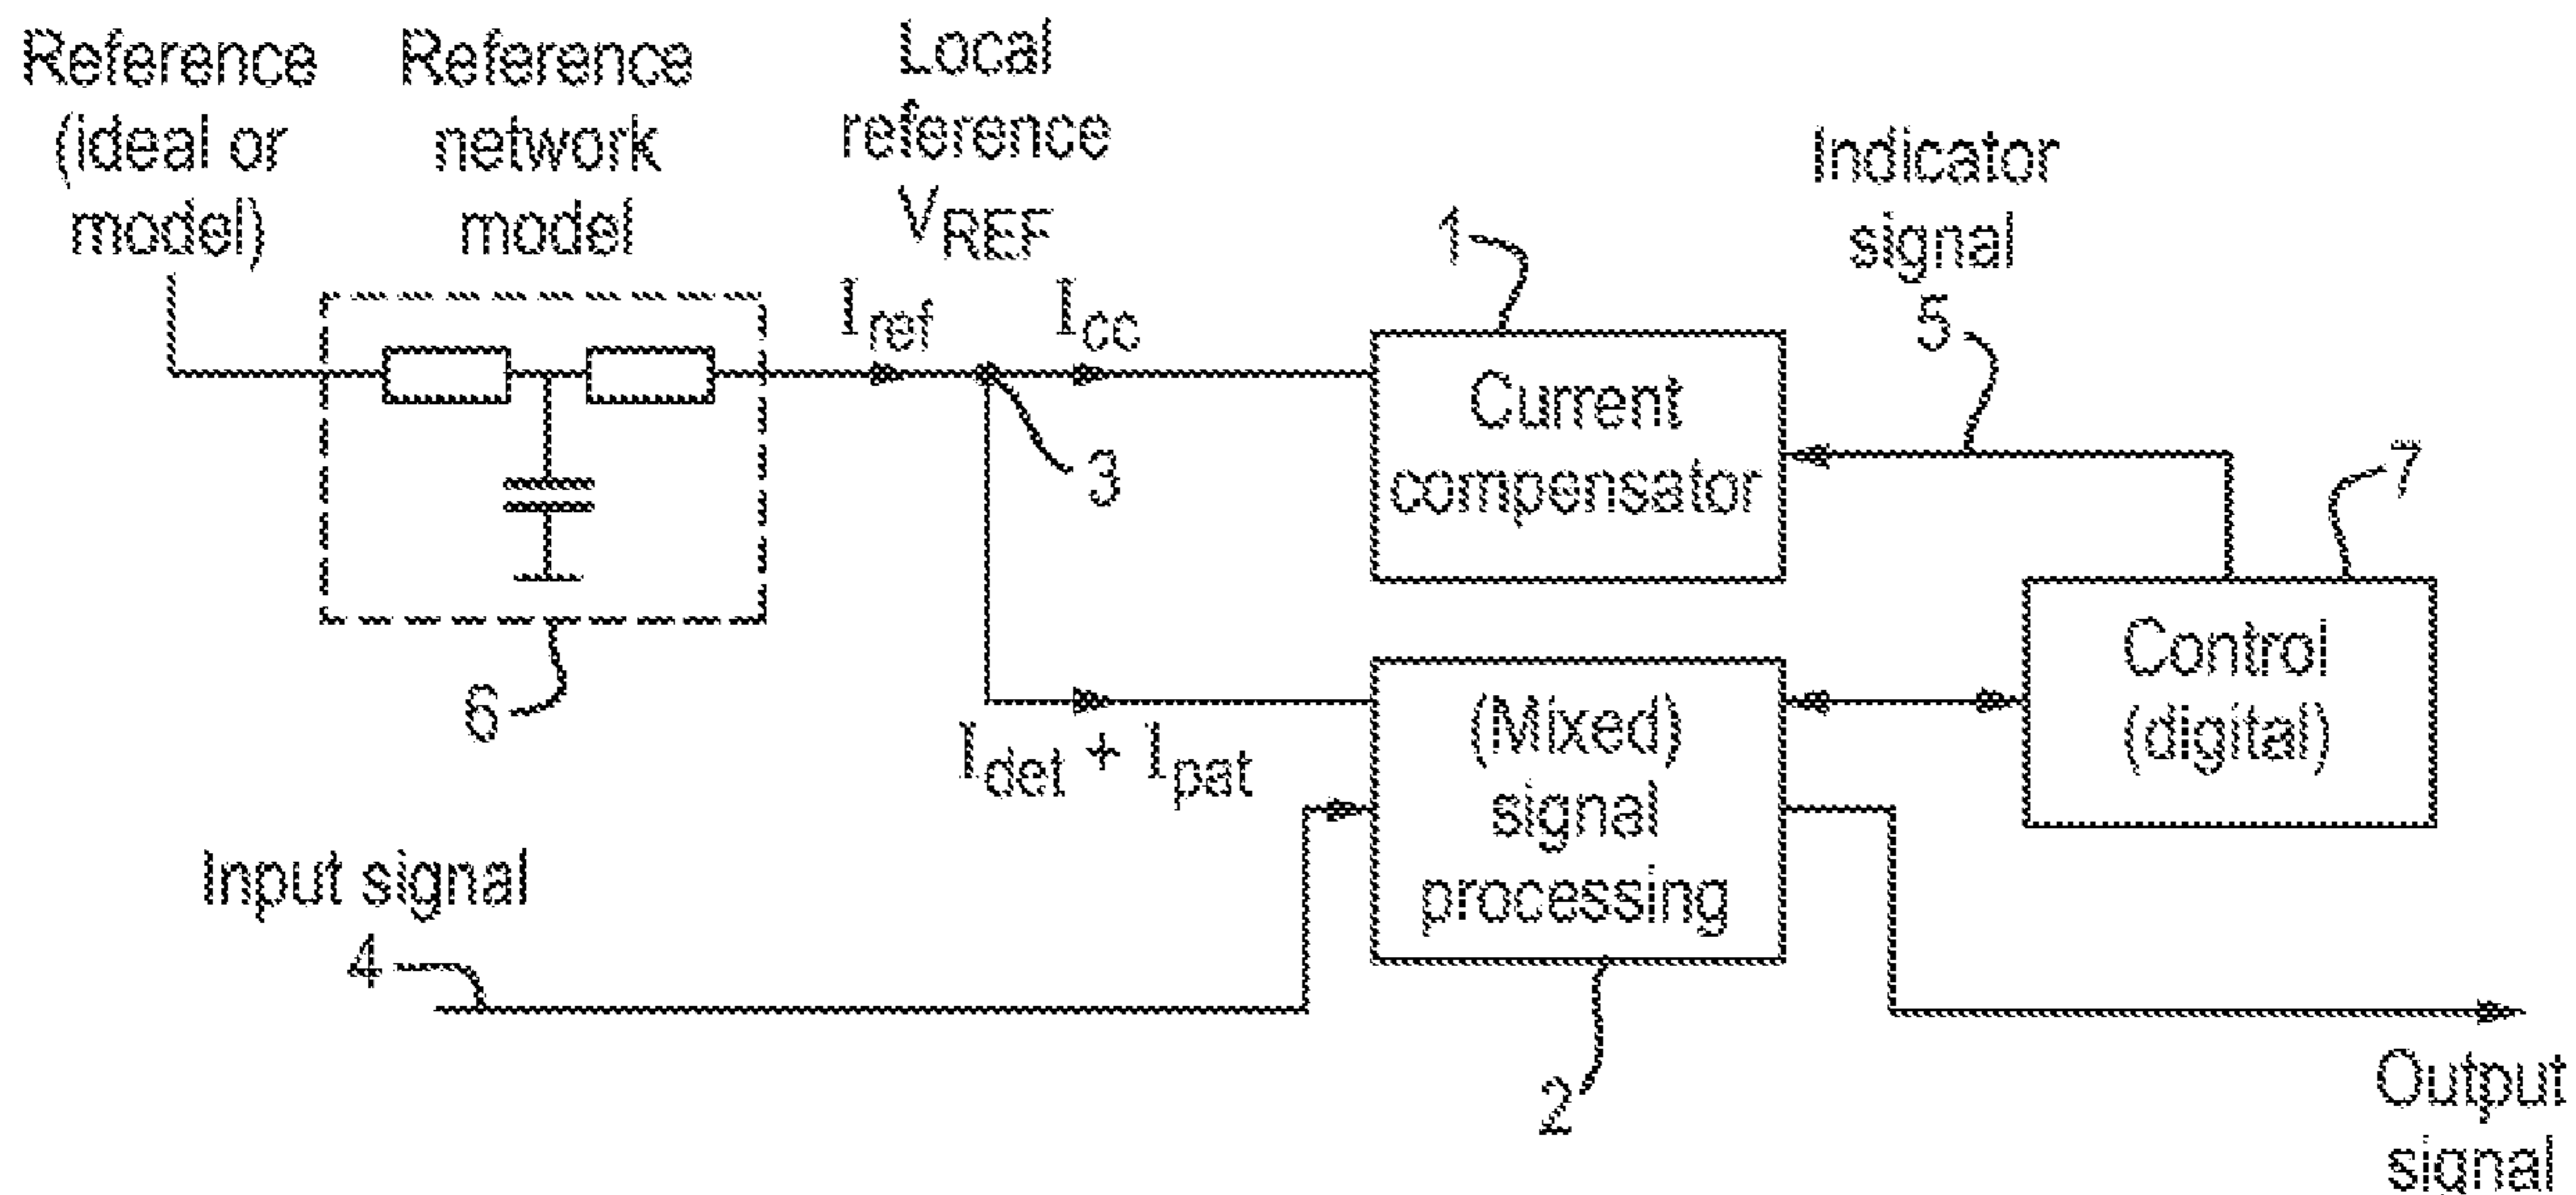 Reference
(ideal or
model)
Reference
network
model
Local
reference
VREF
Iref
Icc
1
Indicator
signal
5
Current
compensator
3
7
Control
(digital)
6
Idet + Ipat
(Mixed)
signal
processing
Input signal
4
2
Output
signal